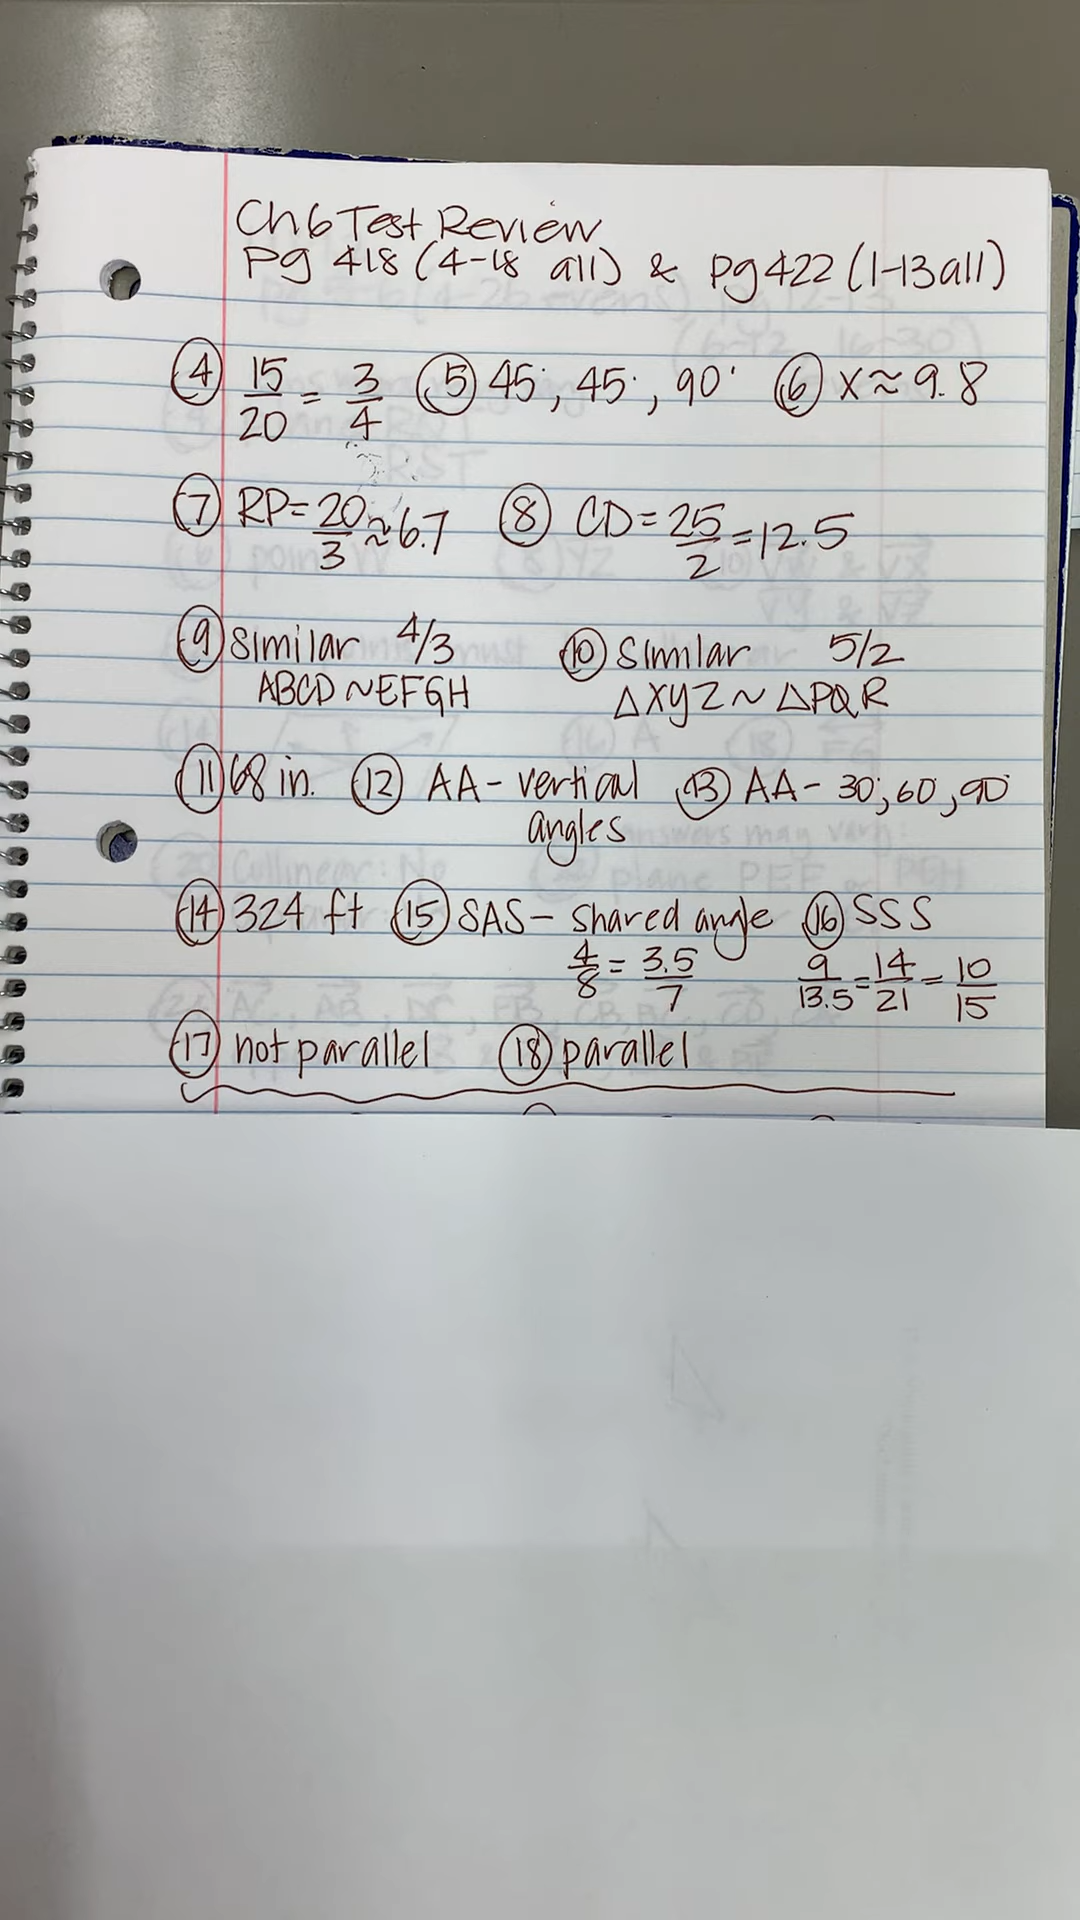 Ch 6 Test Review
pg 418 (4-18 all) & pg 422 (1-13 all)
④ 15/20 = 3/4 ⑤ 45°, 45°, 90° ⑥ x ≈ 9.8
⑦ RP = 20/3 ≈ 6.7 ⑧ CD = 25/2 = 12.5
⑨ similar 4/3 ⑩ similar 5/2
ABCD ~ EFGH △XYZ ~ △PQR
⑪ 68 in. ⑫ AA - vertical ⑬ AA - 30°, 60°, 90°
angles
⑭ 324 ft ⑮ SAS - shared angle ⑯ SSS
4/8 = 3.5/7 9/13.5 = 14/21 = 10/15
⑰ not parallel ⑱ parallel